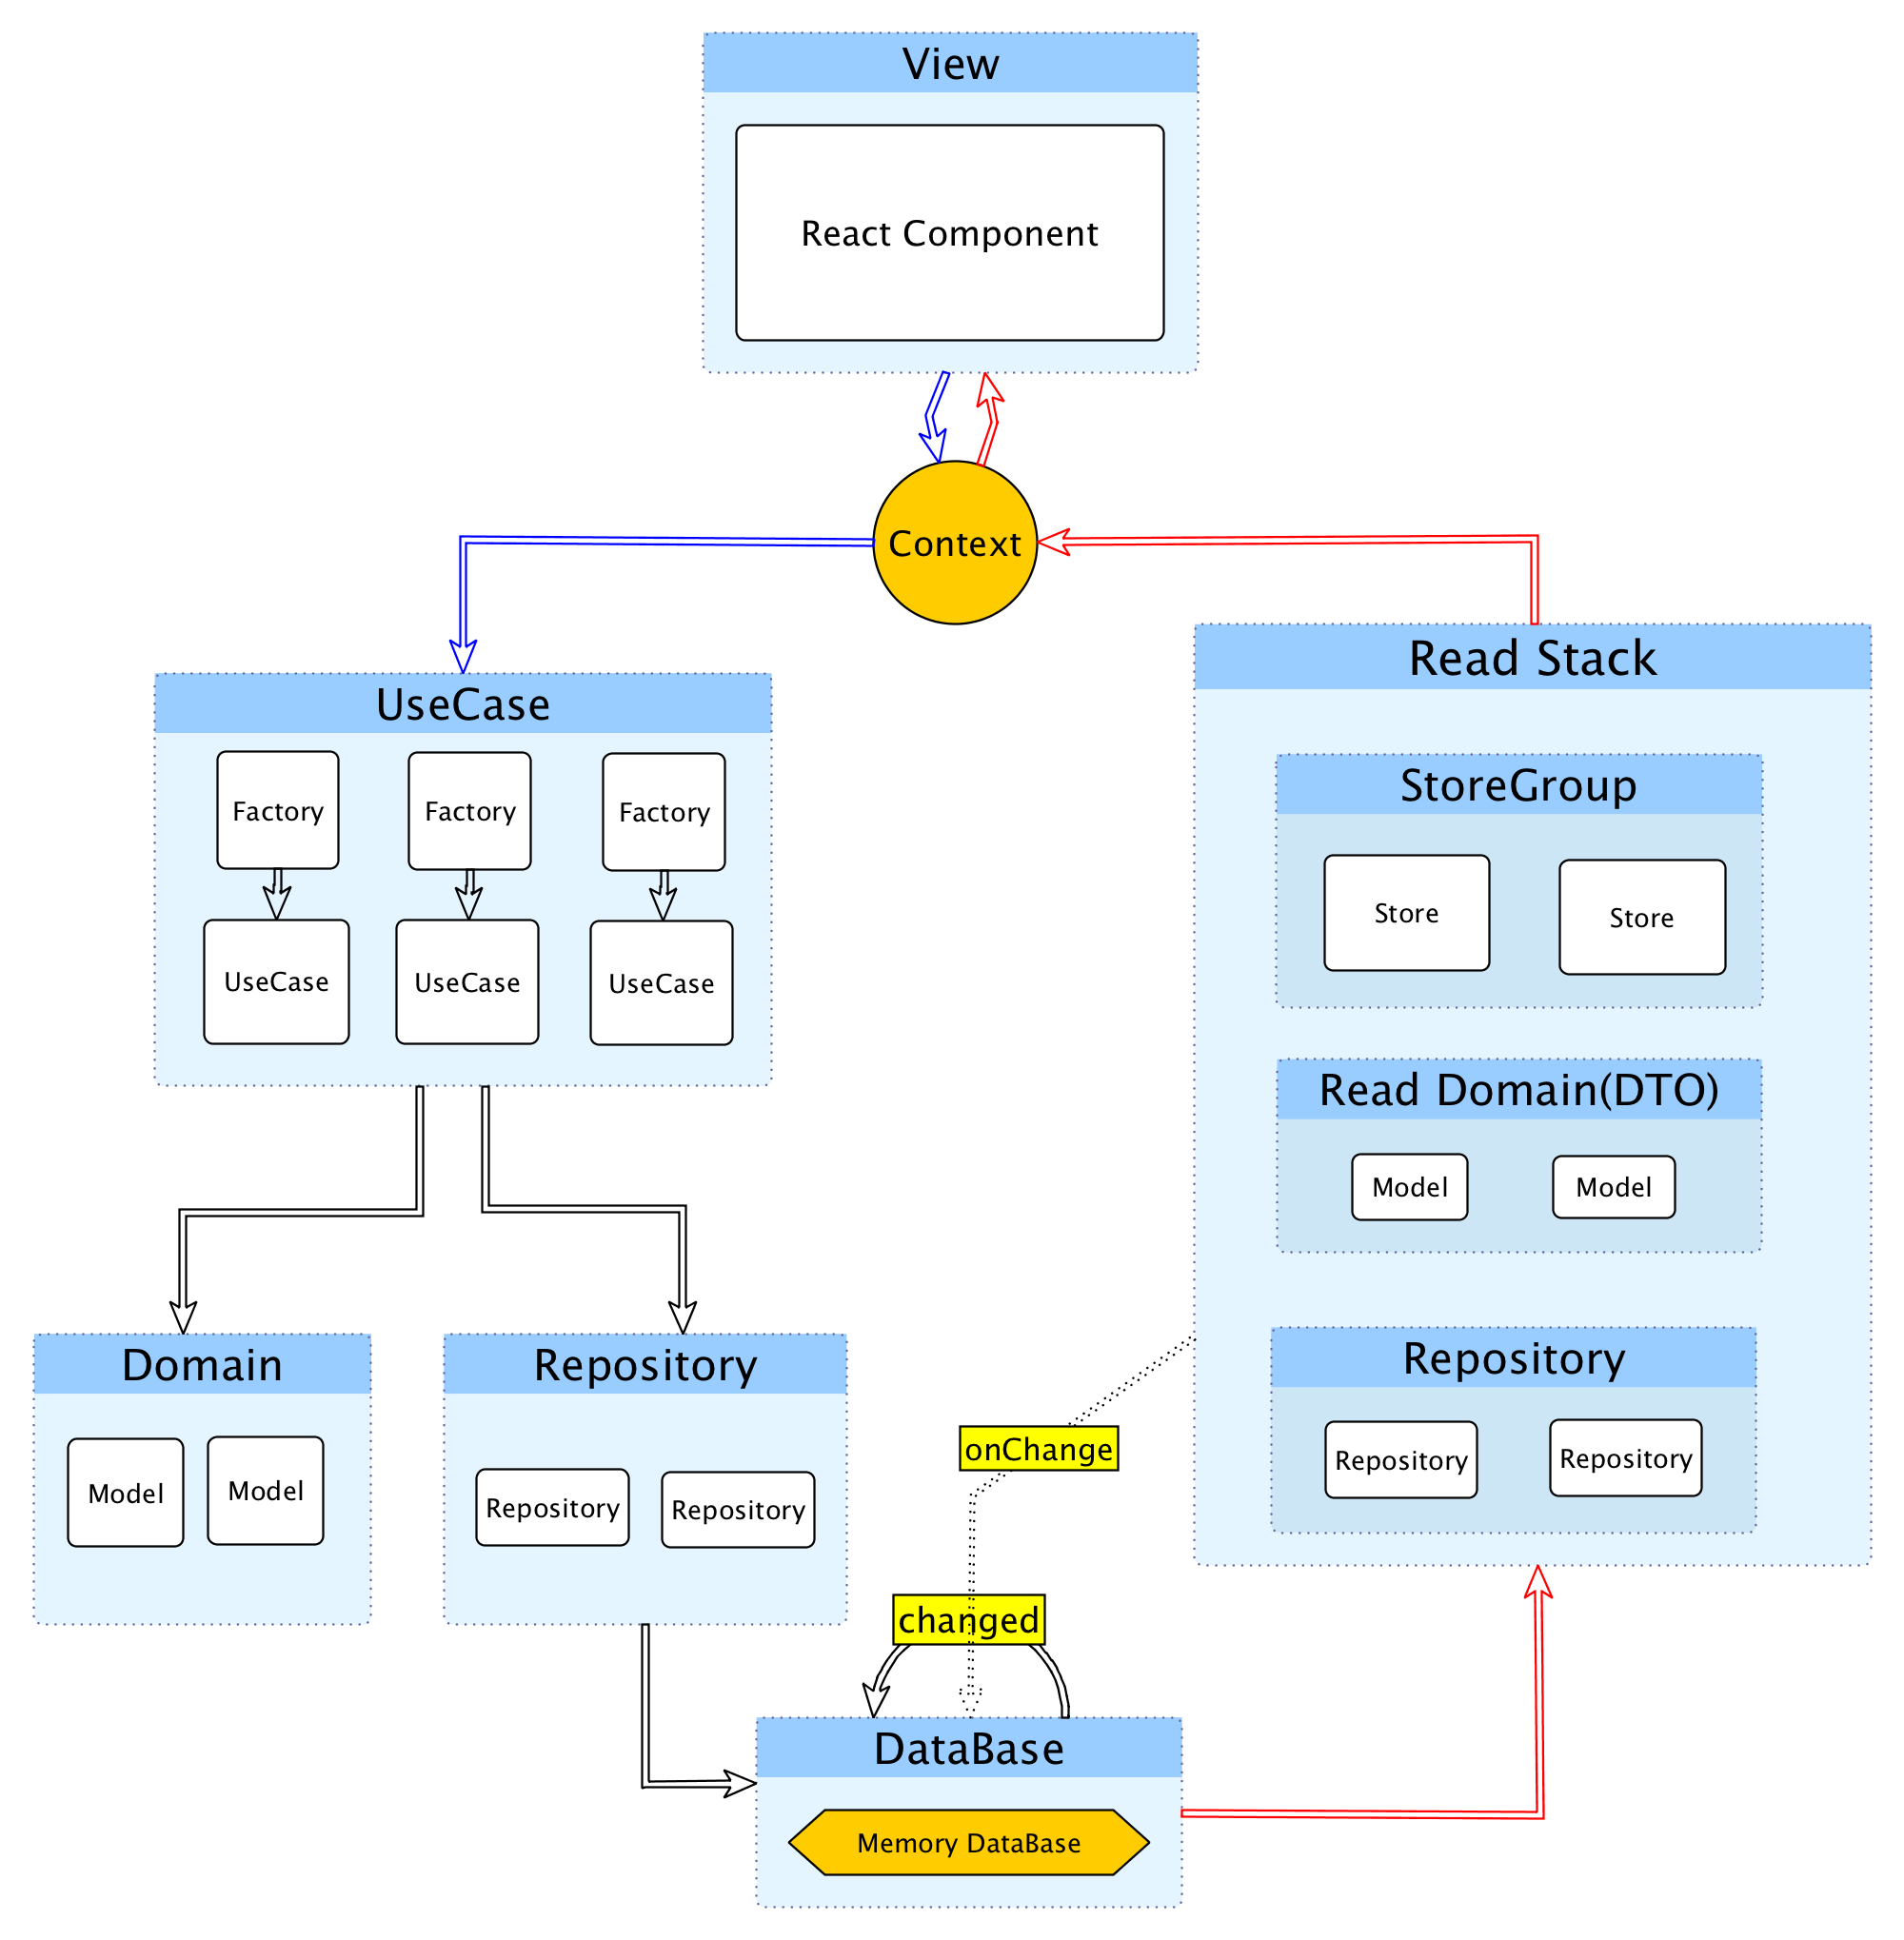 View
React Component
Context
UseCase
Factory
Factory
Factory
UseCase
UseCase
UseCase
Read Stack
StoreGroup
Store
Store
Read Domain(DTO)
Model
Model
Repository
Repository
Repository
Domain
Model
Model
Repository
Repository
Repository
onChange
changed
DataBase
Memory DataBase